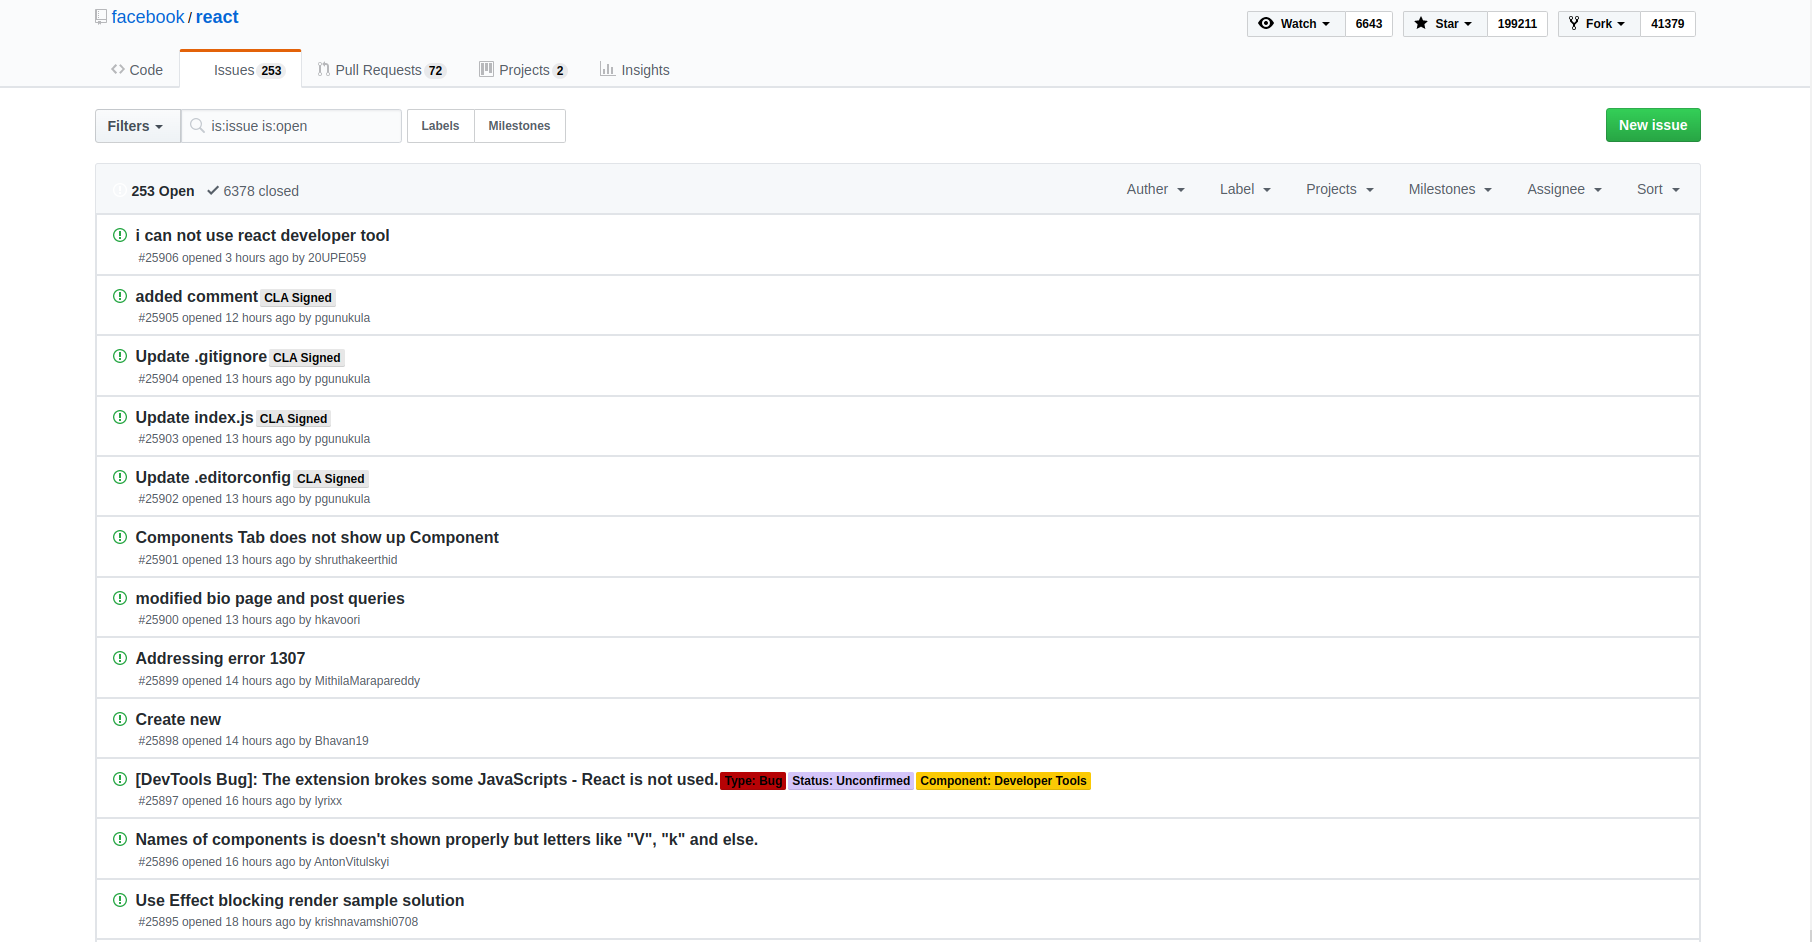 facebook / react
Watch 6643 Star 199211 Fork 41379
Code Issues 253 Pull Requests 72 Projects 2 Insights
Filters is:issue is:open Labels Milestones New issue
253 Open 6378 closed Auther Label Projects Milestones Assignee Sort
i can not use react developer tool
#25906 opened 3 hours ago by 20UPE059
added comment CLA Signed
#25905 opened 12 hours ago by pgunukula
Update .gitignore CLA Signed
#25904 opened 13 hours ago by pgunukula
Update index.js CLA Signed
#25903 opened 13 hours ago by pgunukula
Update .editorconfig CLA Signed
#25902 opened 13 hours ago by pgunukula
Components Tab does not show up Component
#25901 opened 13 hours ago by shruthakeerthid
modified bio page and post queries
#25900 opened 13 hours ago by hkavoori
Addressing error 1307
#25899 opened 14 hours ago by MithilaMarapareddy
Create new
#25898 opened 14 hours ago by Bhavan19
[DevTools Bug]: The extension brokes some JavaScripts - React is not used. Type: Bug Status: Unconfirmed Component: Developer Tools
#25897 opened 16 hours ago by lyrixx
Names of components is doesn't shown properly but letters like "V", "k" and else.
#25896 opened 16 hours ago by AntonVitulskyi
Use Effect blocking render sample solution
#25895 opened 18 hours ago by krishnavamshi0708